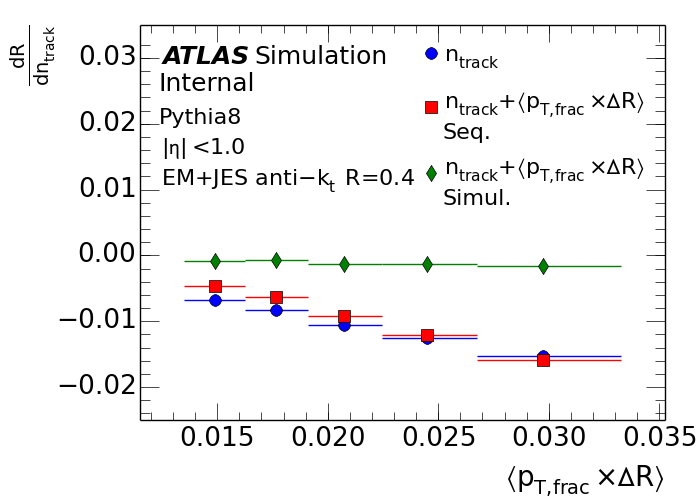 dR
dn_track
0.03
0.02
0.01
0.00
−0.01
−0.02
ATLAS Simulation
Internal
Pythia8
|η| <1.0
EM+JES anti−k_t R=0.4
n_track
n_track+⟨p_T,frac ×ΔR⟩
Seq.
n_track+⟨p_T,frac ×ΔR⟩
Simul.
0.015 0.020 0.025 0.030 0.035
⟨p_T,frac ×ΔR⟩